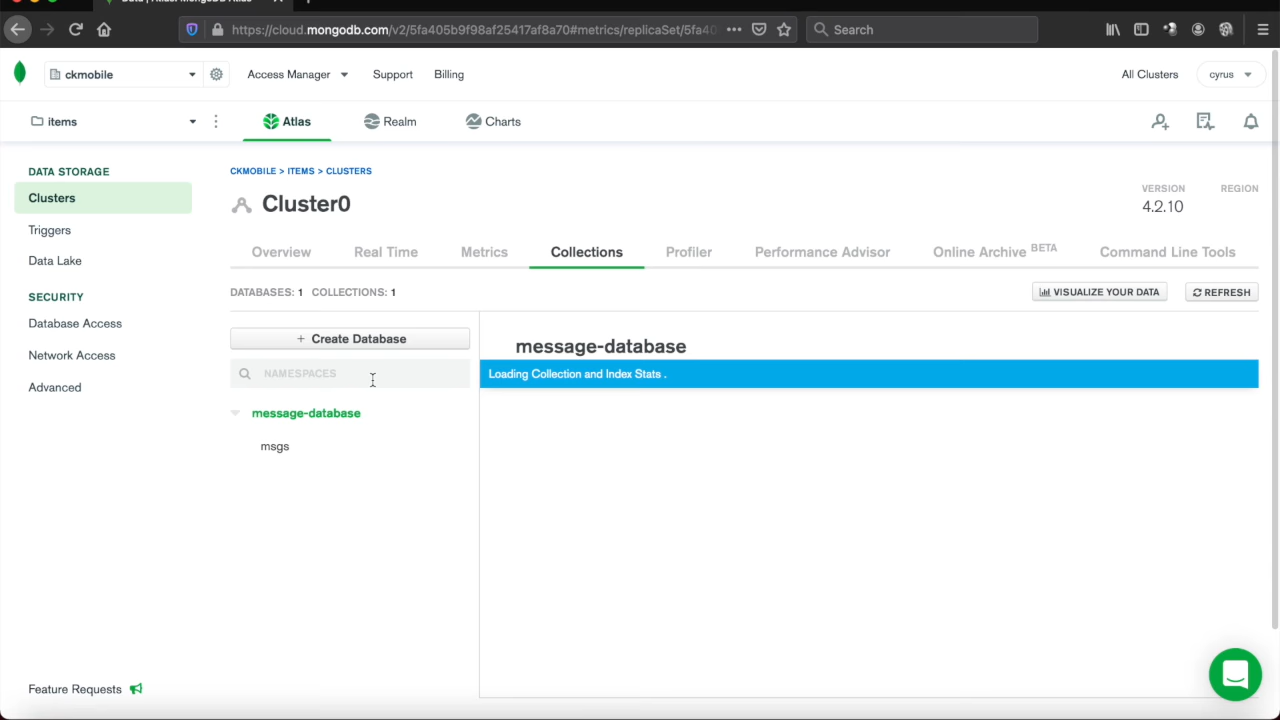 https://cloud.mongodb.com/v2/5fa405b9f98af25417af8a70#metrics/replicaSet/5fa40
Search
ckmobile
Access Manager
Support
Billing
All Clusters
cyrus
items
Atlas
Realm
Charts
DATA STORAGE
Clusters
Triggers
Data Lake
SECURITY
Database Access
Network Access
Advanced
Feature Requests
CKMOBILE > ITEMS > CLUSTERS
Cluster0
VERSION
4.2.10
REGION
Overview
Real Time
Metrics
Collections
Profiler
Performance Advisor
Online Archive BETA
Command Line Tools
DATABASES: 1 COLLECTIONS: 1
VISUALIZE YOUR DATA
REFRESH
+ Create Database
NAMESPACES
message-database
msgs
message-database
Loading Collection and Index Stats .